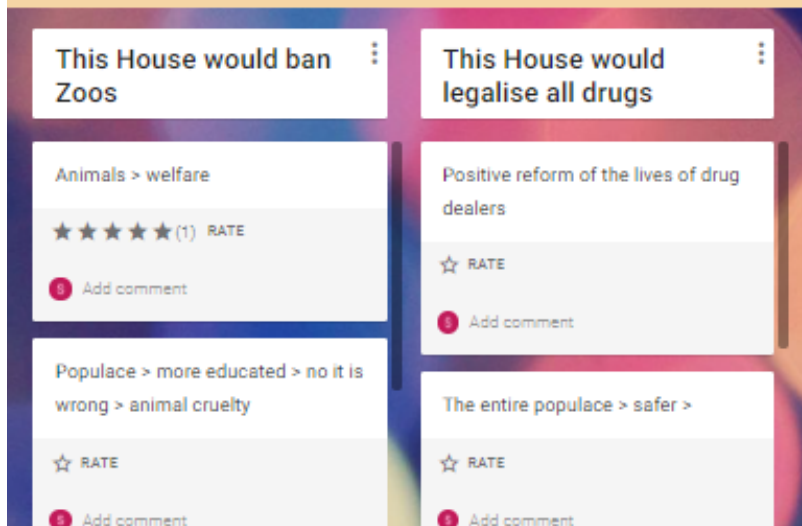 This House would ban
Zoos
Animals > welfare
(1) RATE
S Add comment
Populace > more educated > no it is
wrong > animal cruelty
RATE
S Add comment
This House would
legalise all drugs
Positive reform of the lives of drug
dealers
RATE
S Add comment
The entire populace > safer >
RATE
S Add comment